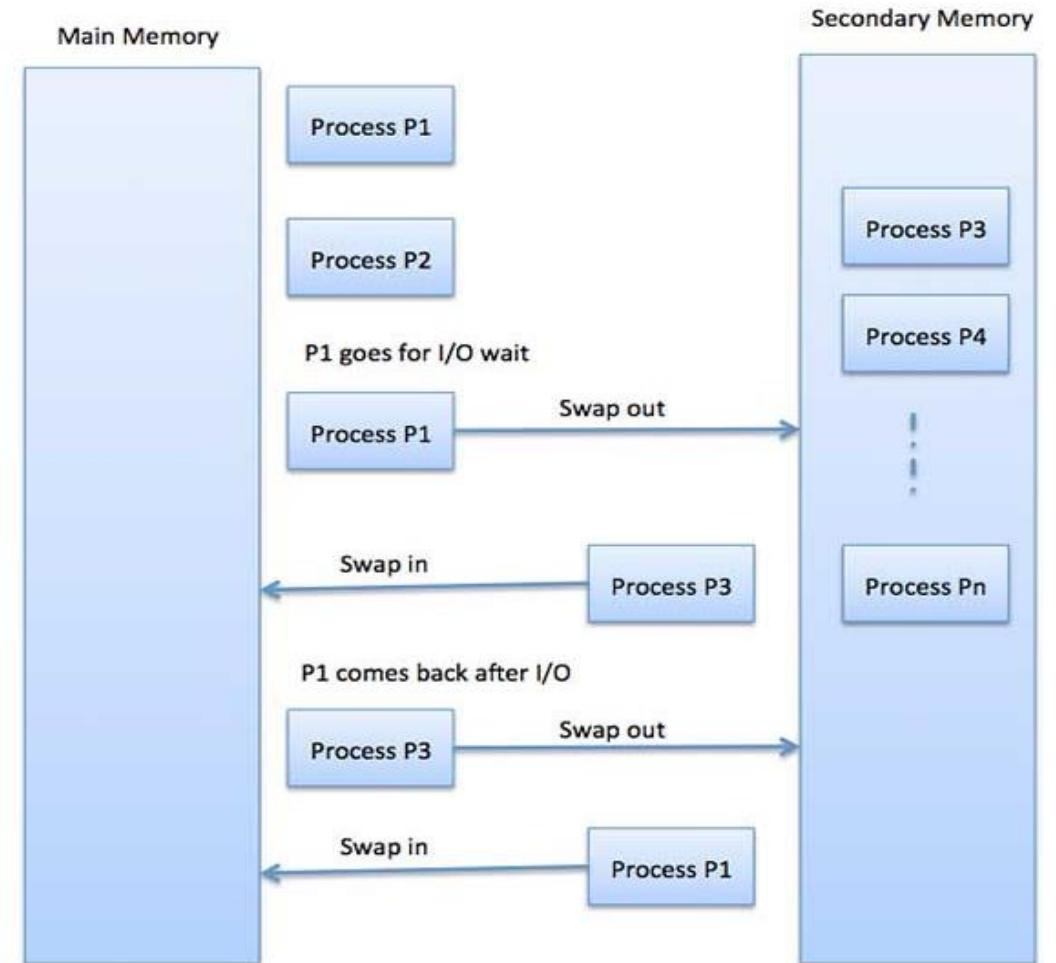 Main Memory
Secondary Memory
Process P1
Process P2
Process P3
Process P4
P1 goes for I/O wait
Process P1
Swap out
Swap in
Process P3
Process Pn
P1 comes back after I/O
Process P3
Swap out
Swap in
Process P1